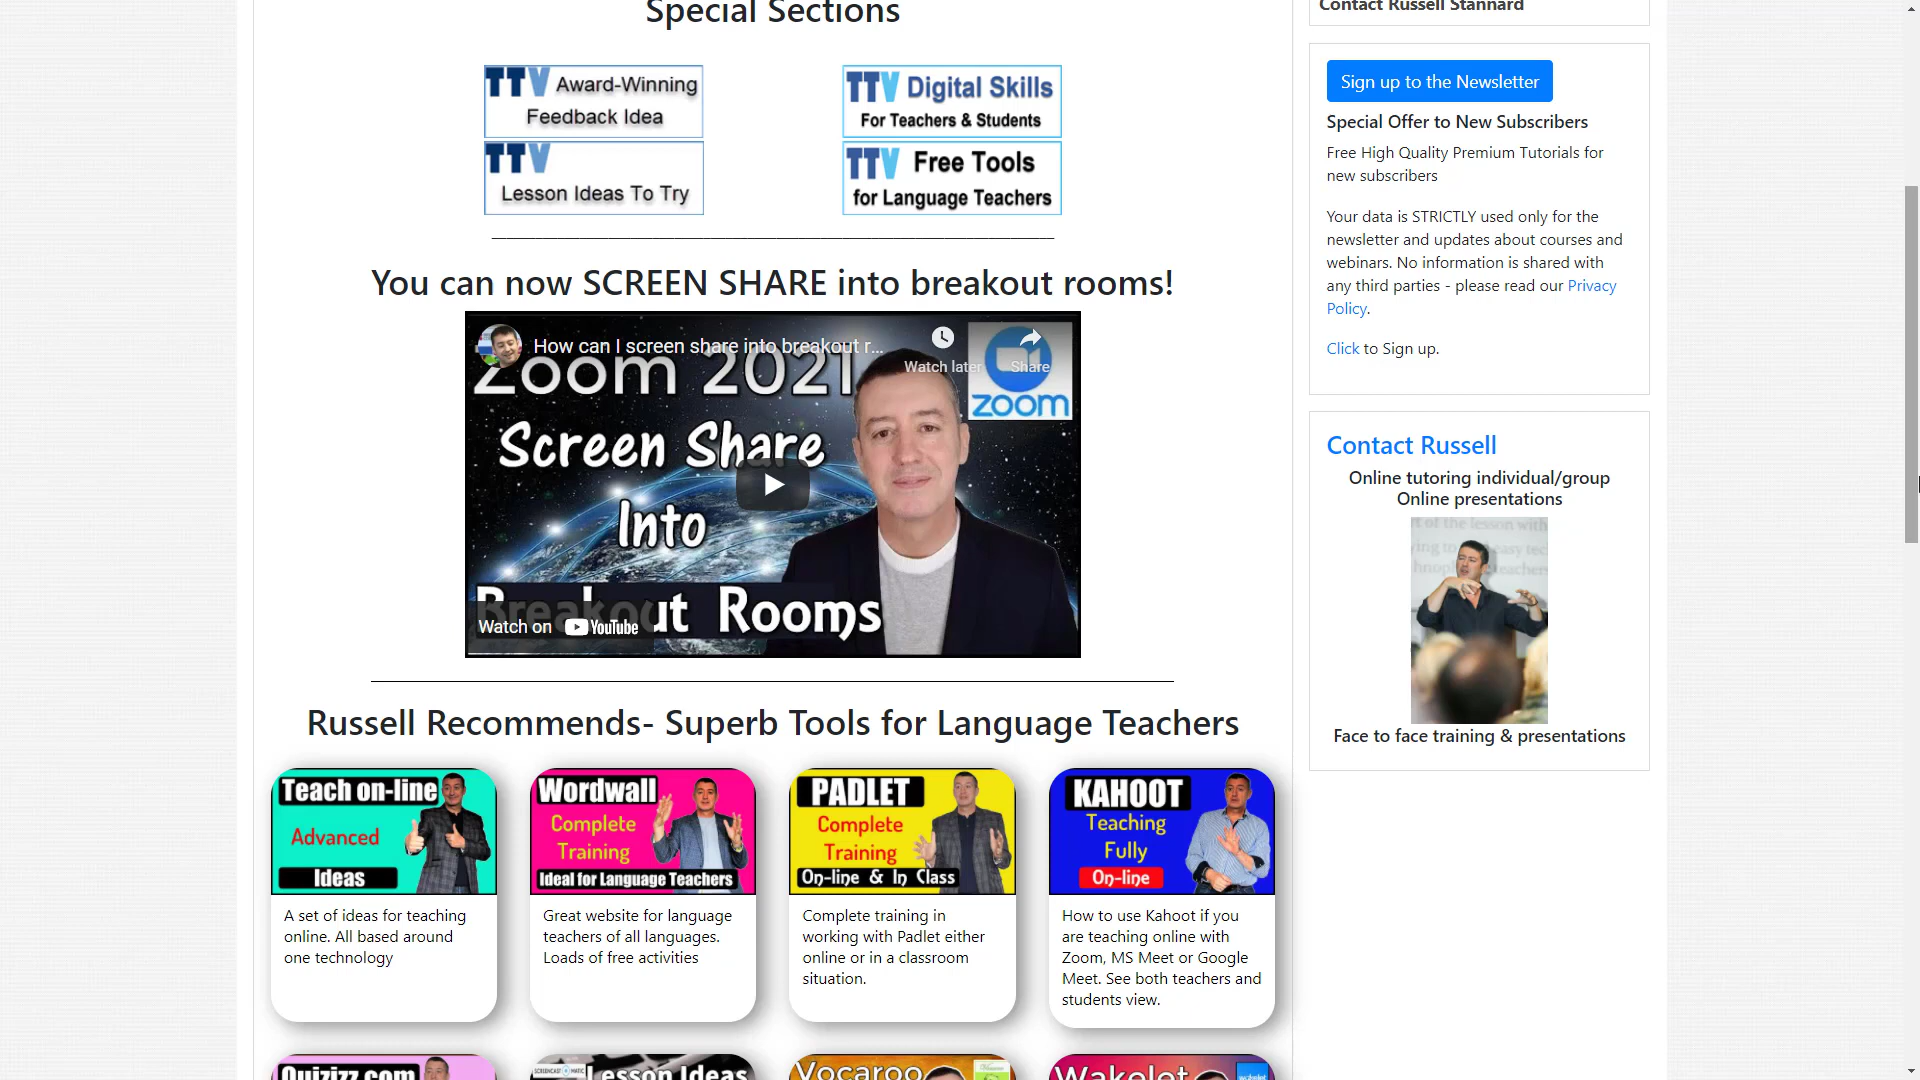 Special Sections
Contact Russell Stannard
TTV Award-Winning
Feedback Idea
TTV Digital Skills
For Teachers & Students
TTV
Lesson Ideas To Try
TTV Free Tools
for Language Teachers
You can now SCREEN SHARE into breakout rooms!
How can I screen share into breakout r...
Watch later
Share
Zoom 2021
zoom
Screen Share
Into
Breakout Rooms
Watch on YouTube
Sign up to the Newsletter
Special Offer to New Subscribers
Free High Quality Premium Tutorials for
new subscribers
Your data is STRICTLY used only for the
newsletter and updates about courses and
webinars. No information is shared with
any third parties - please read our Privacy
Policy.
Click to Sign up.
Contact Russell
Online tutoring individual/group
Online presentations
Face to face training & presentations
Russell Recommends- Superb Tools for Language Teachers
Teach on-line
Advanced
Ideas
A set of ideas for teaching
online. All based around
one technology
Wordwall
Complete
Training
Ideal for Language Teachers
Great website for language
teachers of all languages.
Loads of free activities
PADLET
Complete
Training
On-line & In Class
Complete training in
working with Padlet either
online or in a classroom
situation.
KAHOOT
Teaching
Fully
On-line
How to use Kahoot if you
are teaching online with
Zoom, MS Meet or Google
Meet. See both teachers and
students view.
Quizizz.com
SCREENCAST-O-MATIC
Lesson Ideas
Vocaroo
Wakelet
wakelet